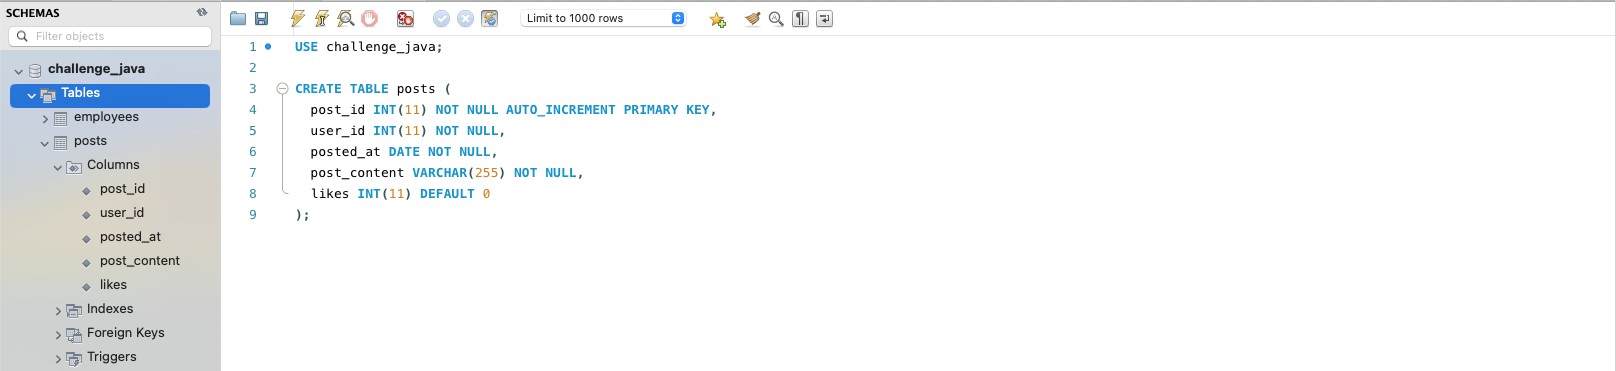 SCHEMAS
Filter objects
challenge_java
Tables
employees
posts
Columns
post_id
user_id
posted_at
post_content
likes
Indexes
Foreign Keys
Triggers
Limit to 1000 rows
1 USE challenge_java;
2
3 CREATE TABLE posts (
4 post_id INT(11) NOT NULL AUTO_INCREMENT PRIMARY KEY,
5 user_id INT(11) NOT NULL,
6 posted_at DATE NOT NULL,
7 post_content VARCHAR(255) NOT NULL,
8 likes INT(11) DEFAULT 0
9 );